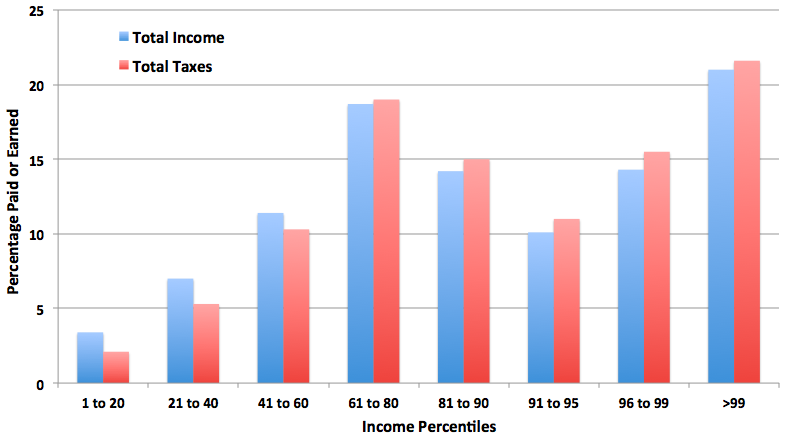 25
Total Income
Total Taxes
20
15
10
5
0
Percentage Paid or Earned
1 to 20 21 to 40 41 to 60 61 to 80 81 to 90 91 to 95 96 to 99 >99
Income Percentiles